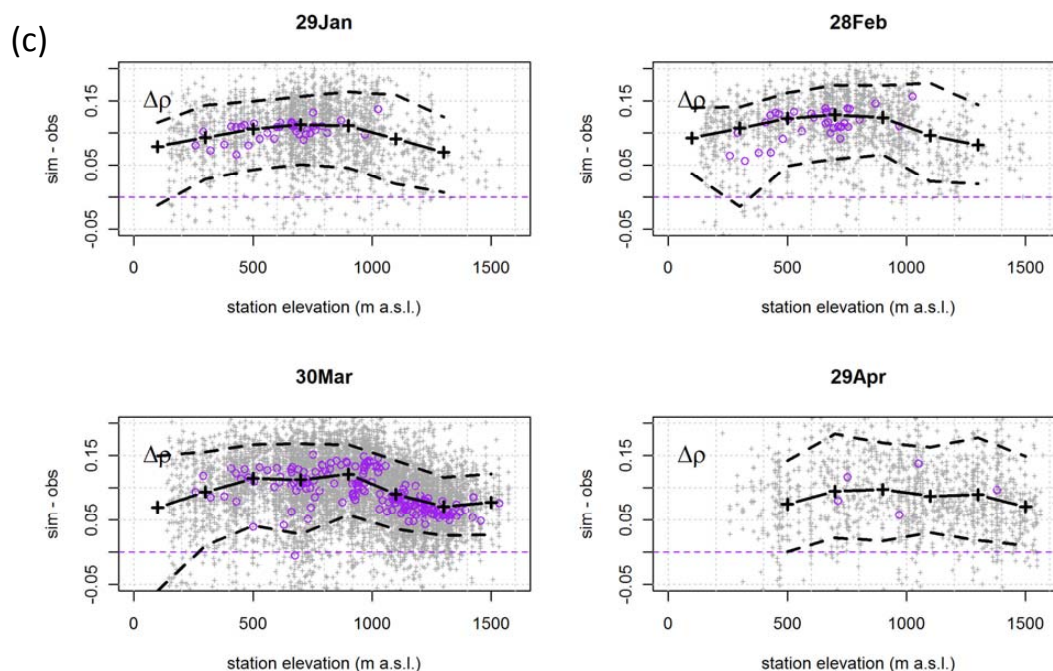 (c)
29Jan
28Feb
Δρ
Δρ
sim - obs
sim - obs
0.15
0.05
-0.05
0.15
0.05
-0.05
0
500
1000
1500
0
500
1000
1500
station elevation (m a.s.l.)
station elevation (m a.s.l.)
30Mar
29Apr
Δρ
Δρ
sim - obs
sim - obs
0.15
0.05
-0.05
0.15
0.05
-0.05
0
500
1000
1500
0
500
1000
1500
station elevation (m a.s.l.)
station elevation (m a.s.l.)